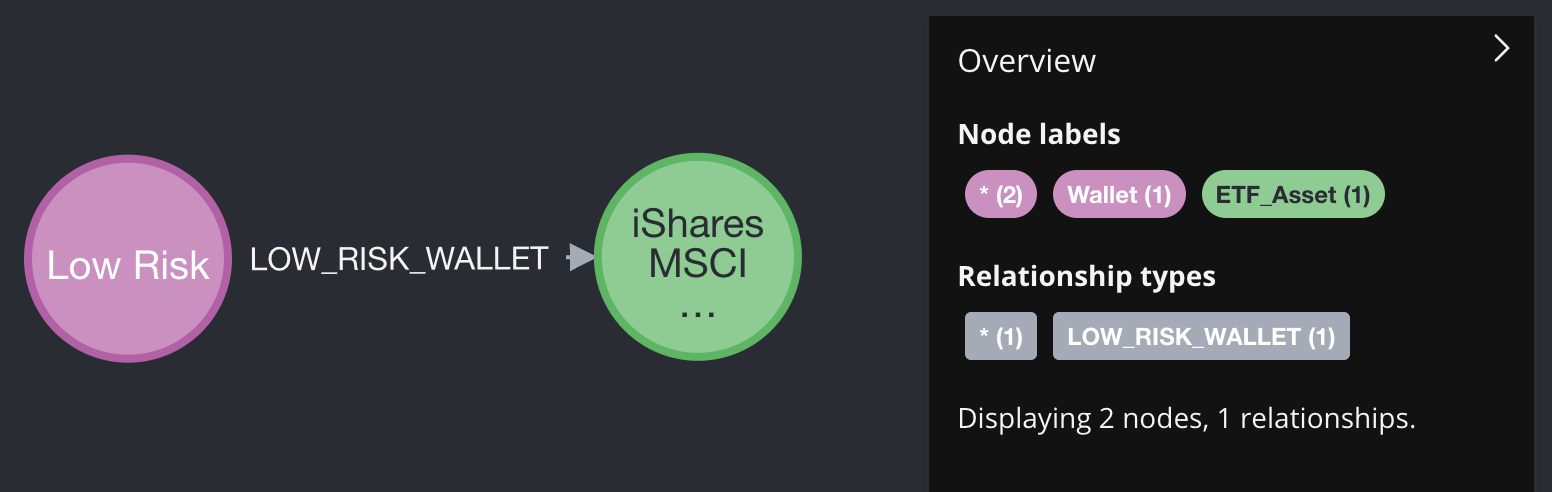 Low Risk
LOW_RISK_WALLET
iShares
MSCI
...
Overview
Node labels
* (2) Wallet (1) ETF_Asset (1)
Relationship types
* (1) LOW_RISK_WALLET (1)
Displaying 2 nodes, 1 relationships.